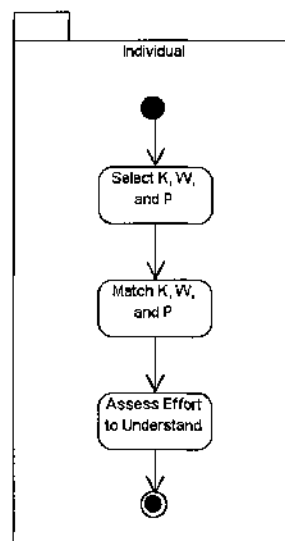 Individual
Select K, W,
and P
Match K, W,
and P
Assess Effort
to Understand